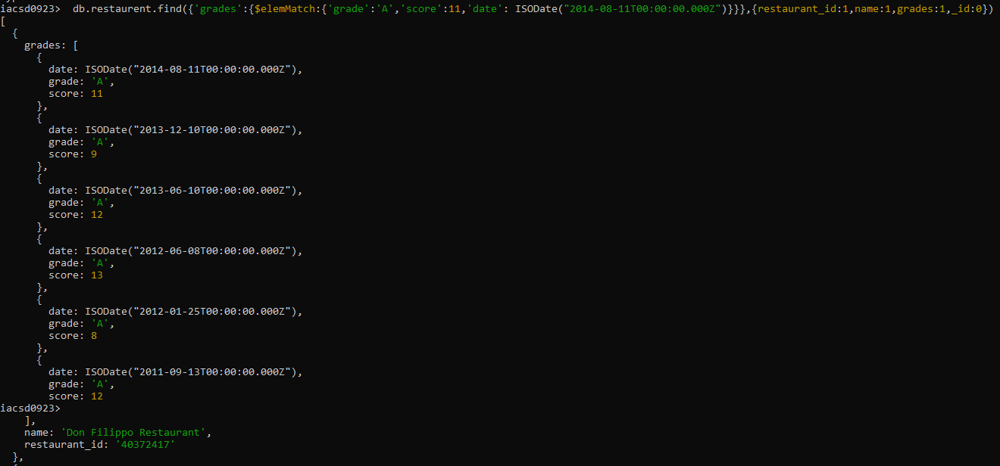 iacsd0923>  db.restaurent.find({'grades':{$elemMatch:{'grade':'A','score':11,'date': ISODate("2014-08-11T00:00:00.000Z")}}},{restaurant_id:1,name:1,grades:1,_id:0})
[
  {
    grades: [
      {
        date: ISODate("2014-08-11T00:00:00.000Z"),
        grade: 'A',
        score: 11
      },
      {
        date: ISODate("2013-12-10T00:00:00.000Z"),
        grade: 'A',
        score: 9
      },
      {
        date: ISODate("2013-06-10T00:00:00.000Z"),
        grade: 'A',
        score: 12
      },
      {
        date: ISODate("2012-06-08T00:00:00.000Z"),
        grade: 'A',
        score: 13
      },
      {
        date: ISODate("2012-01-25T00:00:00.000Z"),
        grade: 'A',
        score: 8
      },
      {
        date: ISODate("2011-09-13T00:00:00.000Z"),
        grade: 'A',
        score: 12
iacsd0923>
    ],
    name: 'Don Filippo Restaurant',
    restaurant_id: '40372417'
  },